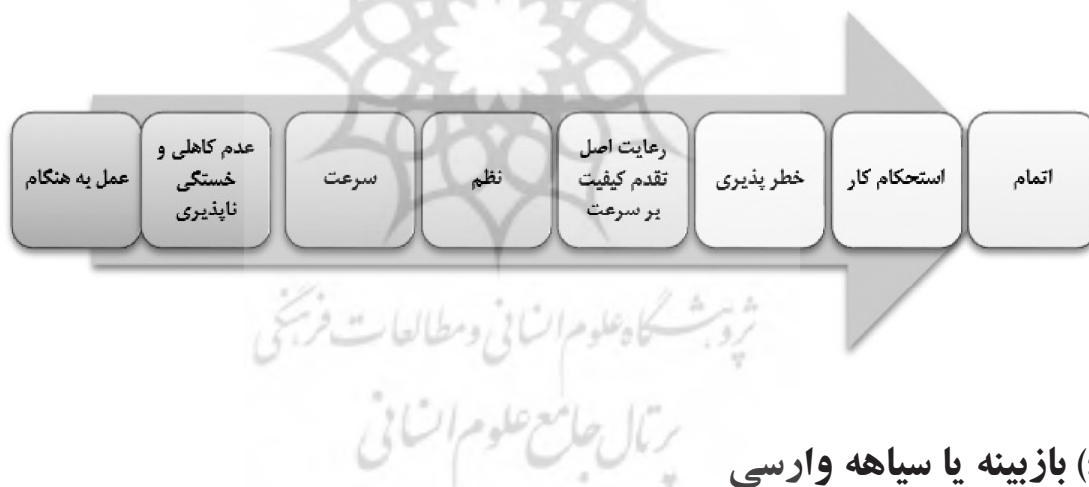 عمل به هنگام
عدم کاهلی و
خستگی
ناپذیری
سرعت
نظم
رعایت اصل
تقدم کیفیت
بر سرعت
خطر پذیری
استحکام کار
اتمام
پژوهشگاه علوم انسانی و مطالعات فرهنگی
پرتال جامع علوم انسانی
) بازبینه یا سیاهه وارسی